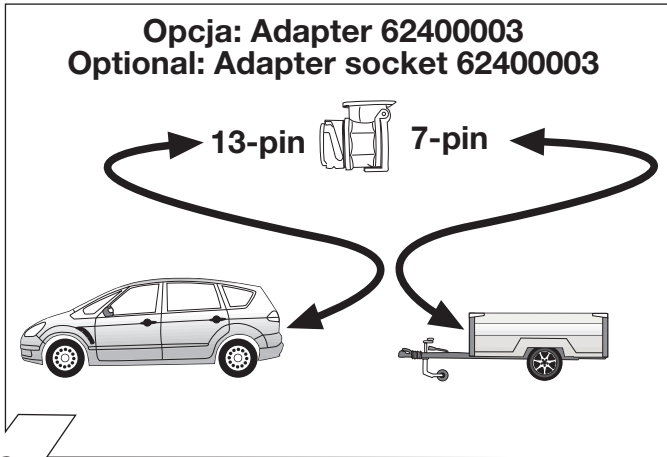 Opcja: Adapter 62400003
Optional: Adapter socket 62400003
13-pin 7-pin